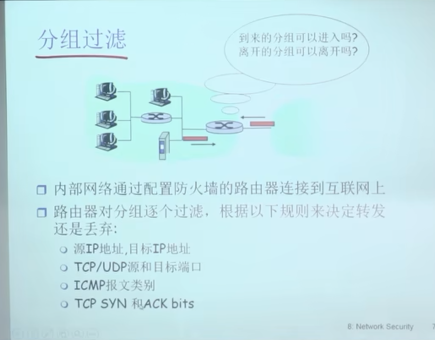 分组过滤
到来的分组可以进入吗?
离开的分组可以离开吗?
内部网络通过配置防火墙的路由器连接到互联网上
路由器对分组逐个过滤，根据以下规则来决定转发
还是丢弃:
源IP地址,目标IP地址
TCP/UDP源和目标端口
ICMP报文类别
TCP SYN 和ACK bits
8: Network Security